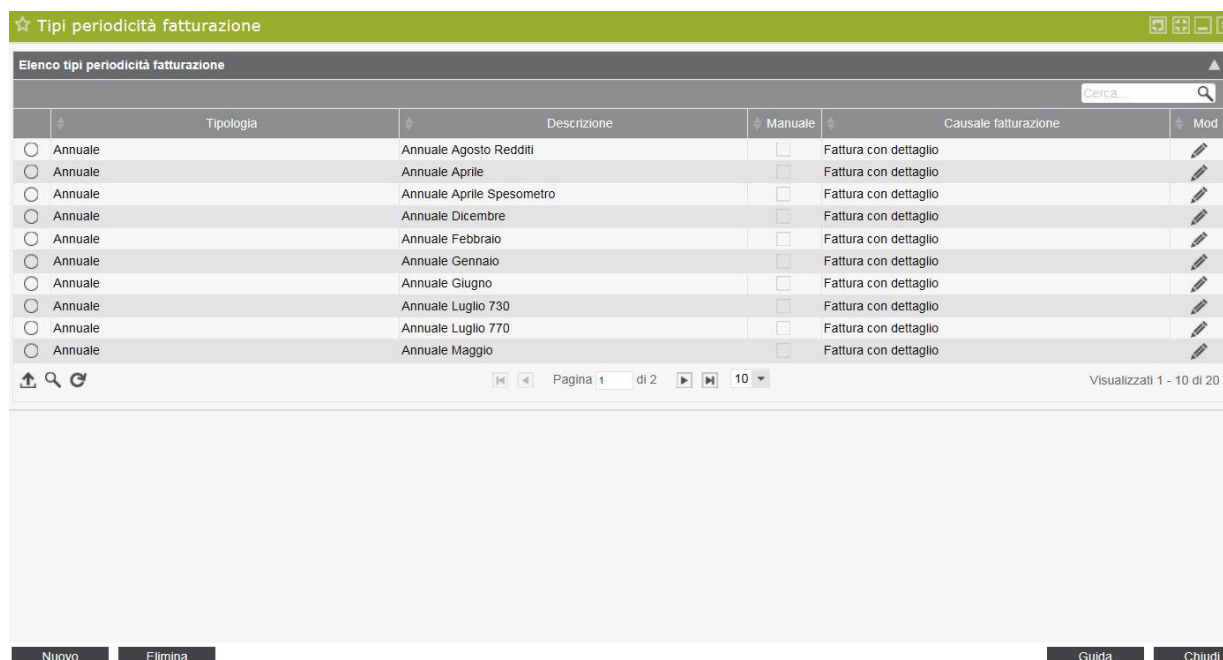 Tipi periodicità fatturazione
Elenco tipi periodicità fatturazione
Cerca...
Tipologia Descrizione Manuale Causale fatturazione Mod
Annuale Annuale Agosto Redditi Fattura con dettaglio
Annuale Annuale Aprile Fattura con dettaglio
Annuale Annuale Aprile Spesometro Fattura con dettaglio
Annuale Annuale Dicembre Fattura con dettaglio
Annuale Annuale Febbraio Fattura con dettaglio
Annuale Annuale Gennaio Fattura con dettaglio
Annuale Annuale Giugno Fattura con dettaglio
Annuale Annuale Luglio 730 Fattura con dettaglio
Annuale Annuale Luglio 770 Fattura con dettaglio
Annuale Annuale Maggio Fattura con dettaglio
Pagina 1 di 2 10 Visualizzati 1 - 10 di 20
Nuovo Elimina Guida Chiudi